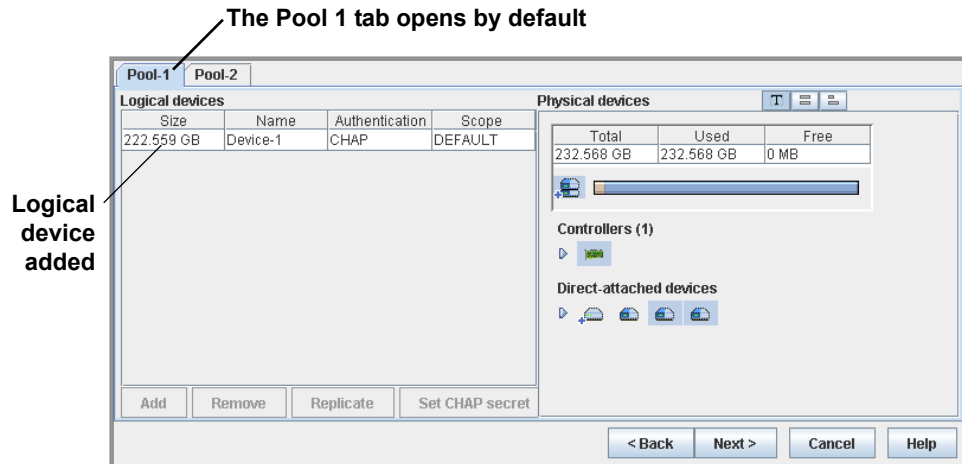 The Pool 1 tab opens by default
Pool-1 Pool-2
Logical devices
Size Name Authentication Scope
222.559 GB Device-1 CHAP DEFAULT
Logical
device
added
Add Remove Replicate Set CHAP secret
Physical devices
T
Total Used Free
232.568 GB 232.568 GB 0 MB
Controllers (1)
Direct-attached devices
< Back Next > Cancel Help